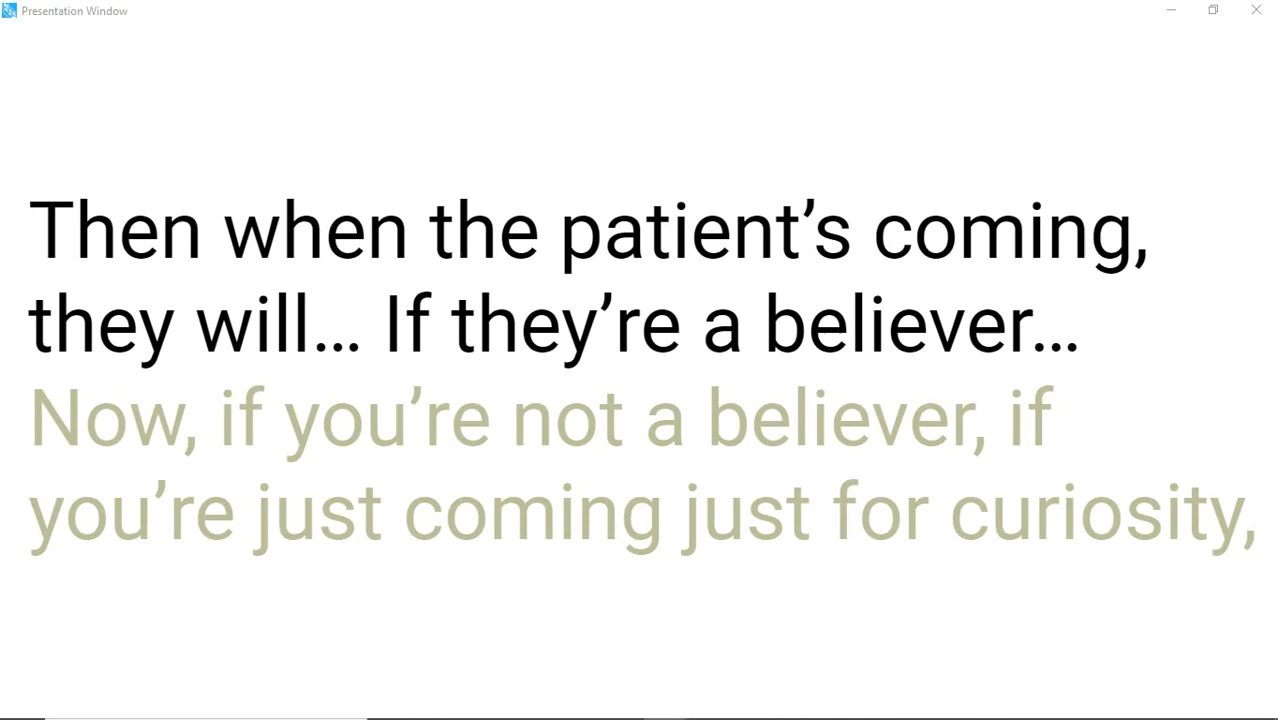 Presentation Window
Then when the patient’s coming,
they will… If they’re a believer…
Now, if you’re not a believer, if
you’re just coming just for curiosity,